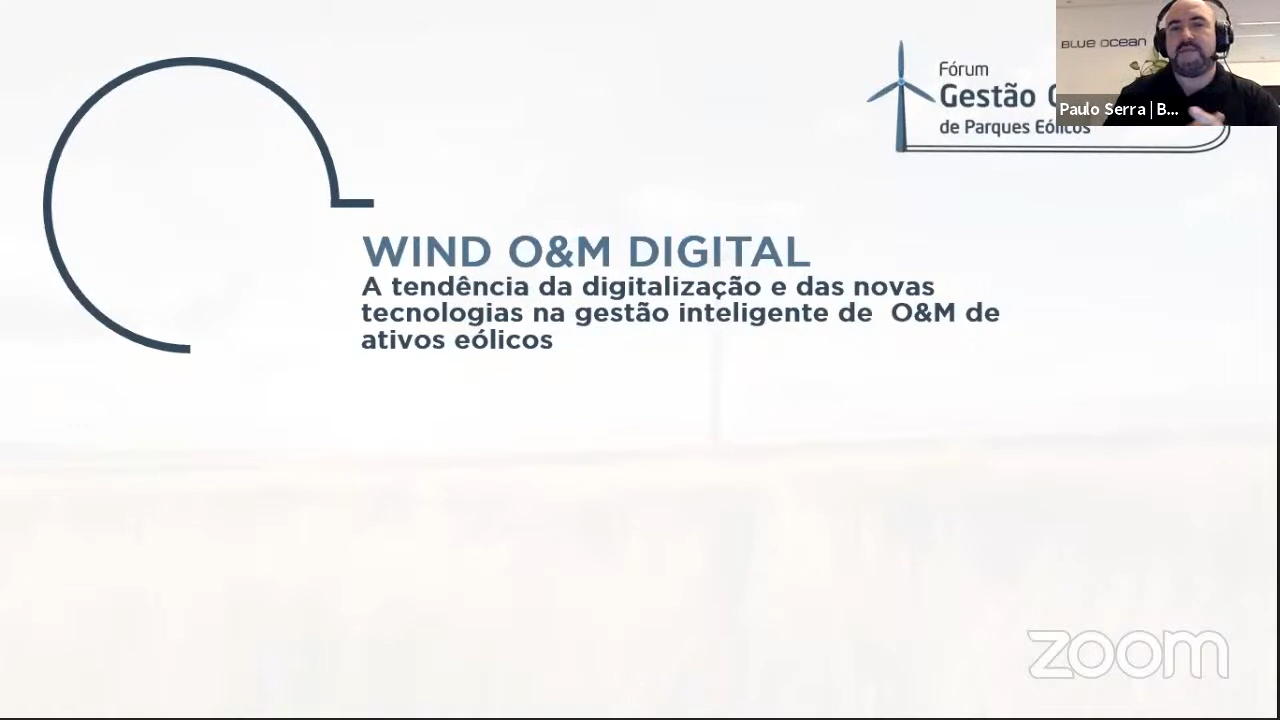 Fórum
Gestão
de Parques Eólicos
BLUE OCEAN
Paulo Serra | B...
WIND O&M DIGITAL
A tendência da digitalização e das novas
tecnologias na gestão inteligente de O&M de
ativos eólicos
zoom